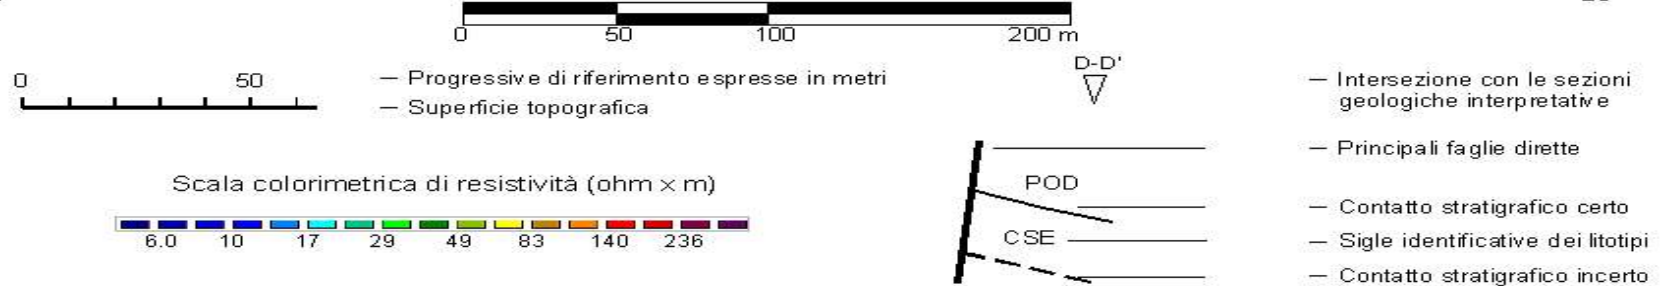 0 50 100 200 m
0 50
— Progressive di riferimento espresse in metri
— Superficie topografica
D-D'
— Intersezione con le sezioni
geologiche interpretative
— Principali faglie dirette
Scala colorimetrica di resistività (ohm x m)
6.0 10 17 29 49 83 140 236
POD
— Contatto stratigrafico certo
CSE
— Sigle identificative dei litotipi
— Contatto stratigrafico incerto